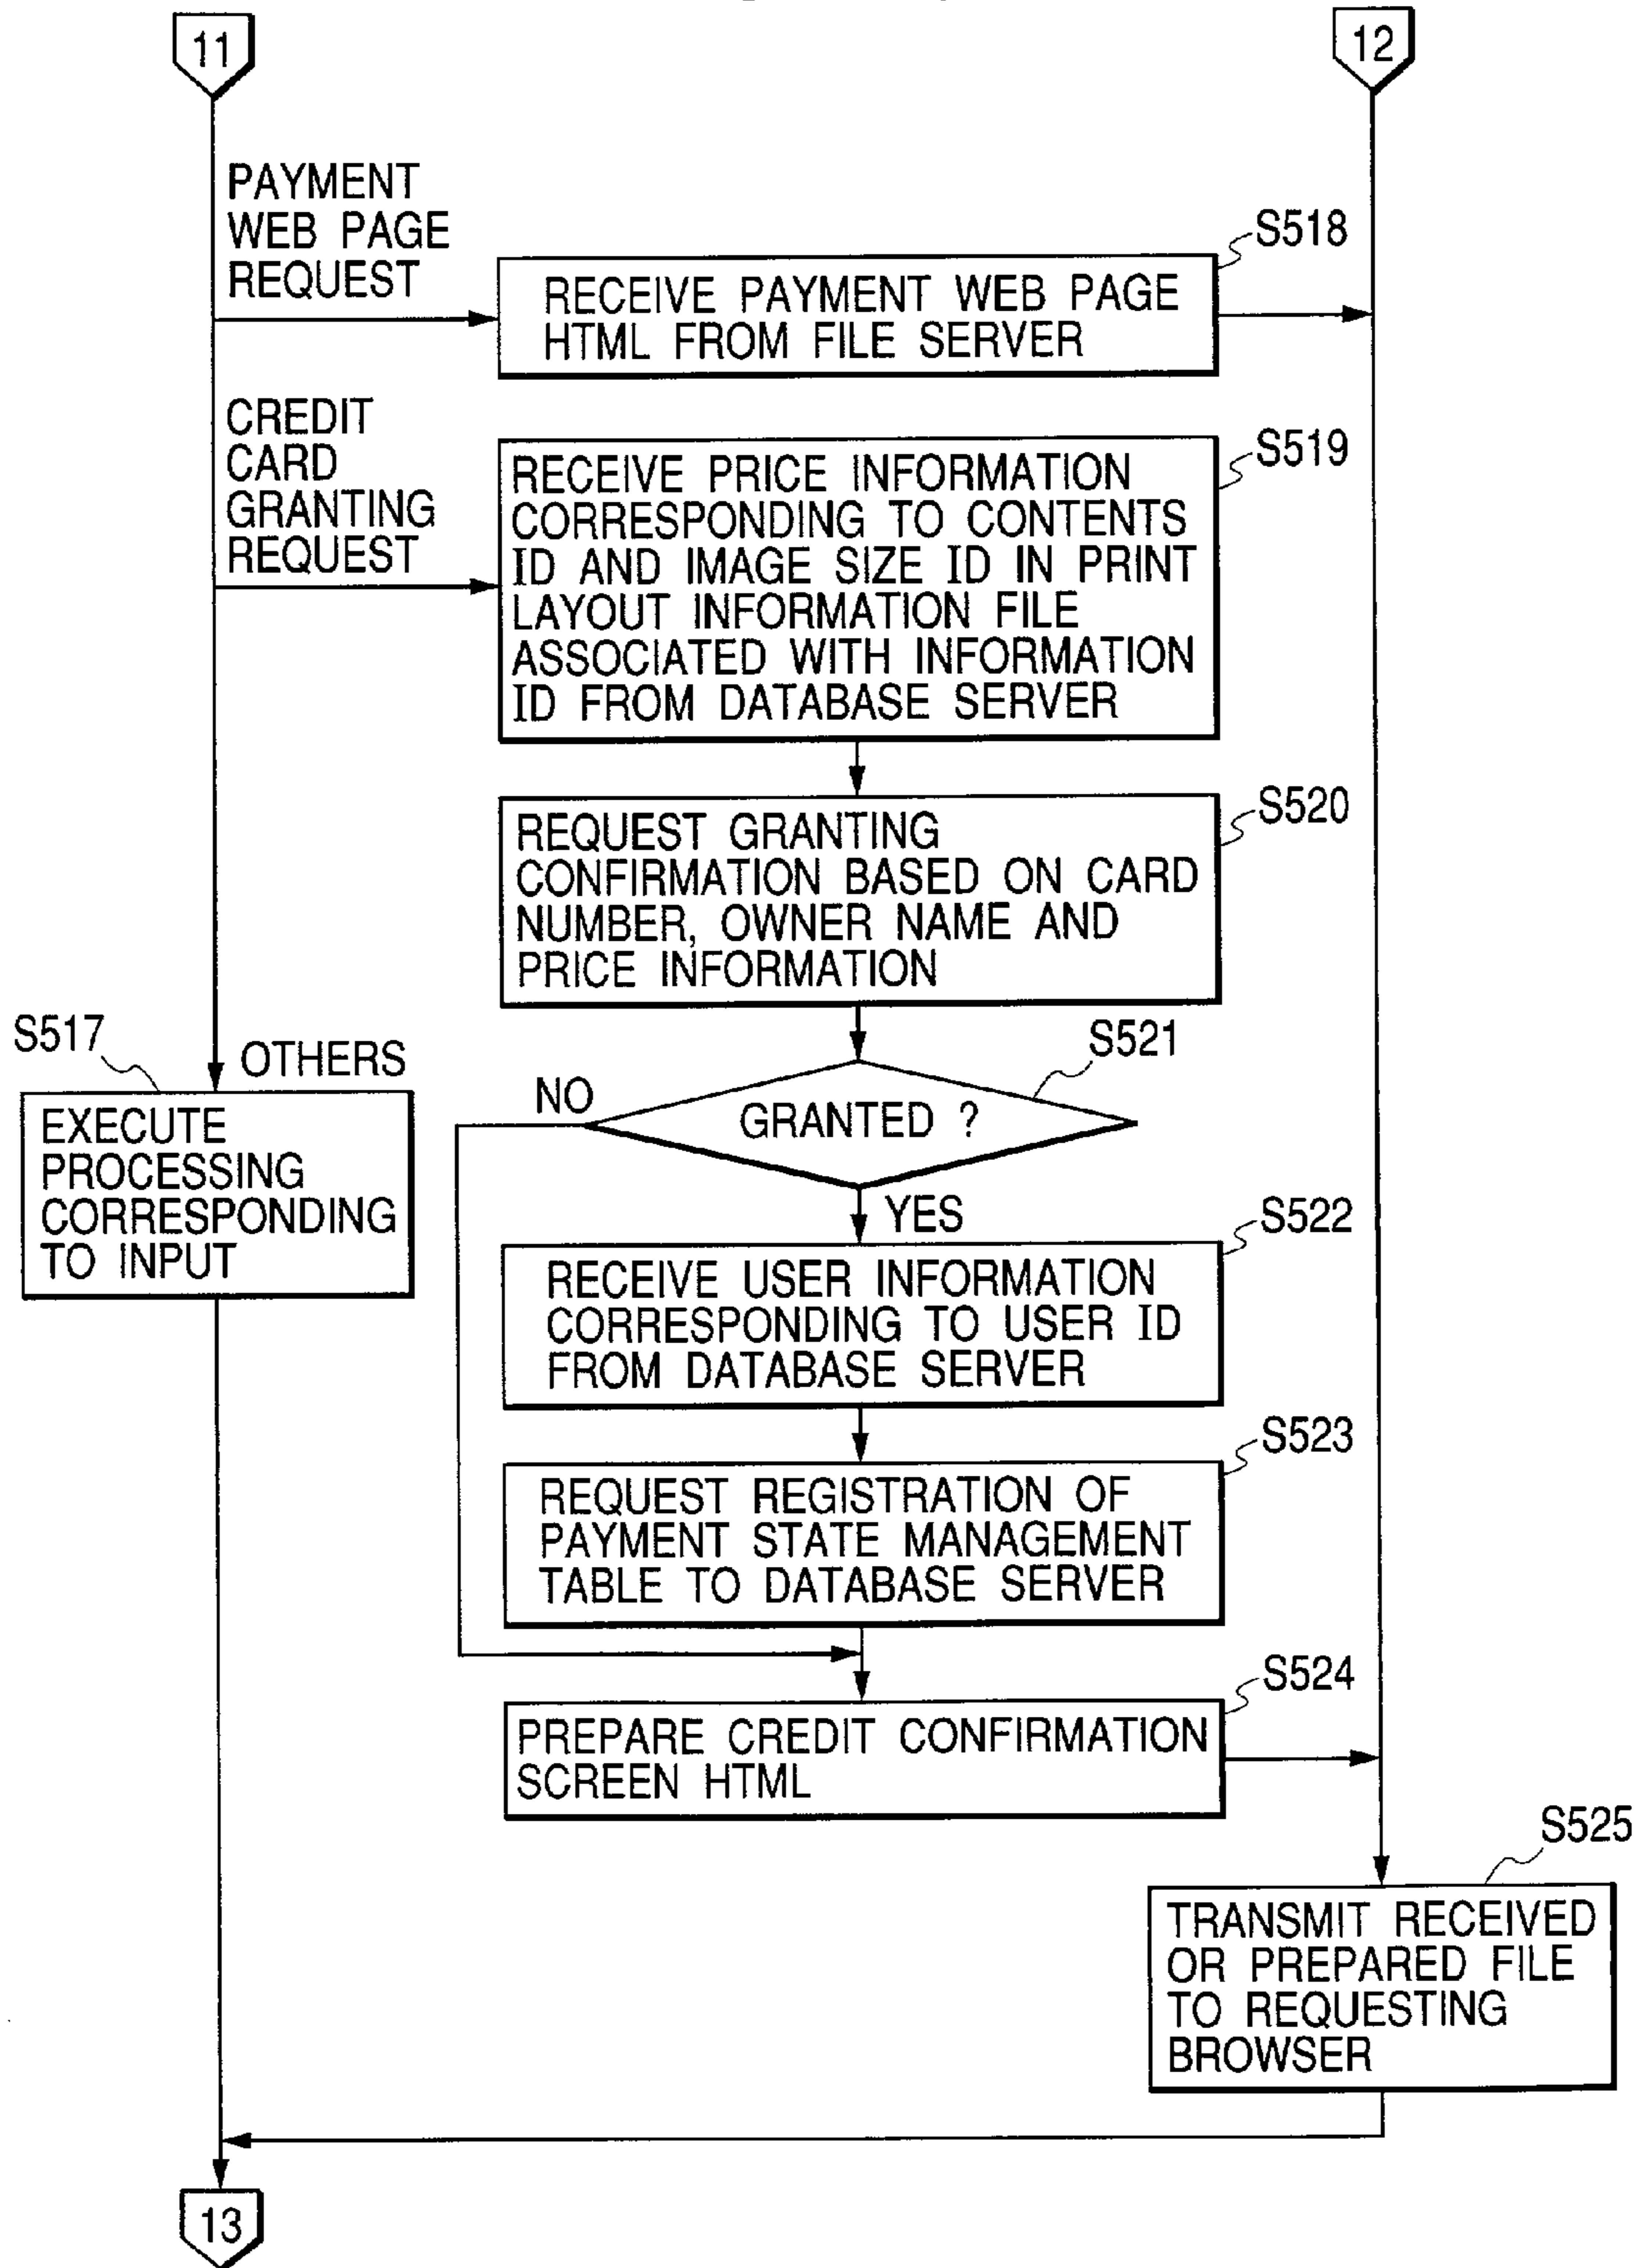 11
12
PAYMENT
WEB PAGE
REQUEST
S518
RECEIVE PAYMENT WEB PAGE
HTML FROM FILE SERVER
CREDIT
CARD
GRANTING
REQUEST
S519
RECEIVE PRICE INFORMATION
CORRESPONDING TO CONTENTS
ID AND IMAGE SIZE ID IN PRINT
LAYOUT INFORMATION FILE
ASSOCIATED WITH INFORMATION
ID FROM DATABASE SERVER
S520
REQUEST GRANTING
CONFIRMATION BASED ON CARD
NUMBER, OWNER NAME AND
PRICE INFORMATION
S517
OTHERS
EXECUTE
PROCESSING
CORRESPONDING
TO INPUT
S521
NO
GRANTED ?
YES
S522
RECEIVE USER INFORMATION
CORRESPONDING TO USER ID
FROM DATABASE SERVER
S523
REQUEST REGISTRATION OF
PAYMENT STATE MANAGEMENT
TABLE TO DATABASE SERVER
S524
PREPARE CREDIT CONFIRMATION
SCREEN HTML
S525
TRANSMIT RECEIVED
OR PREPARED FILE
TO REQUESTING
BROWSER
13